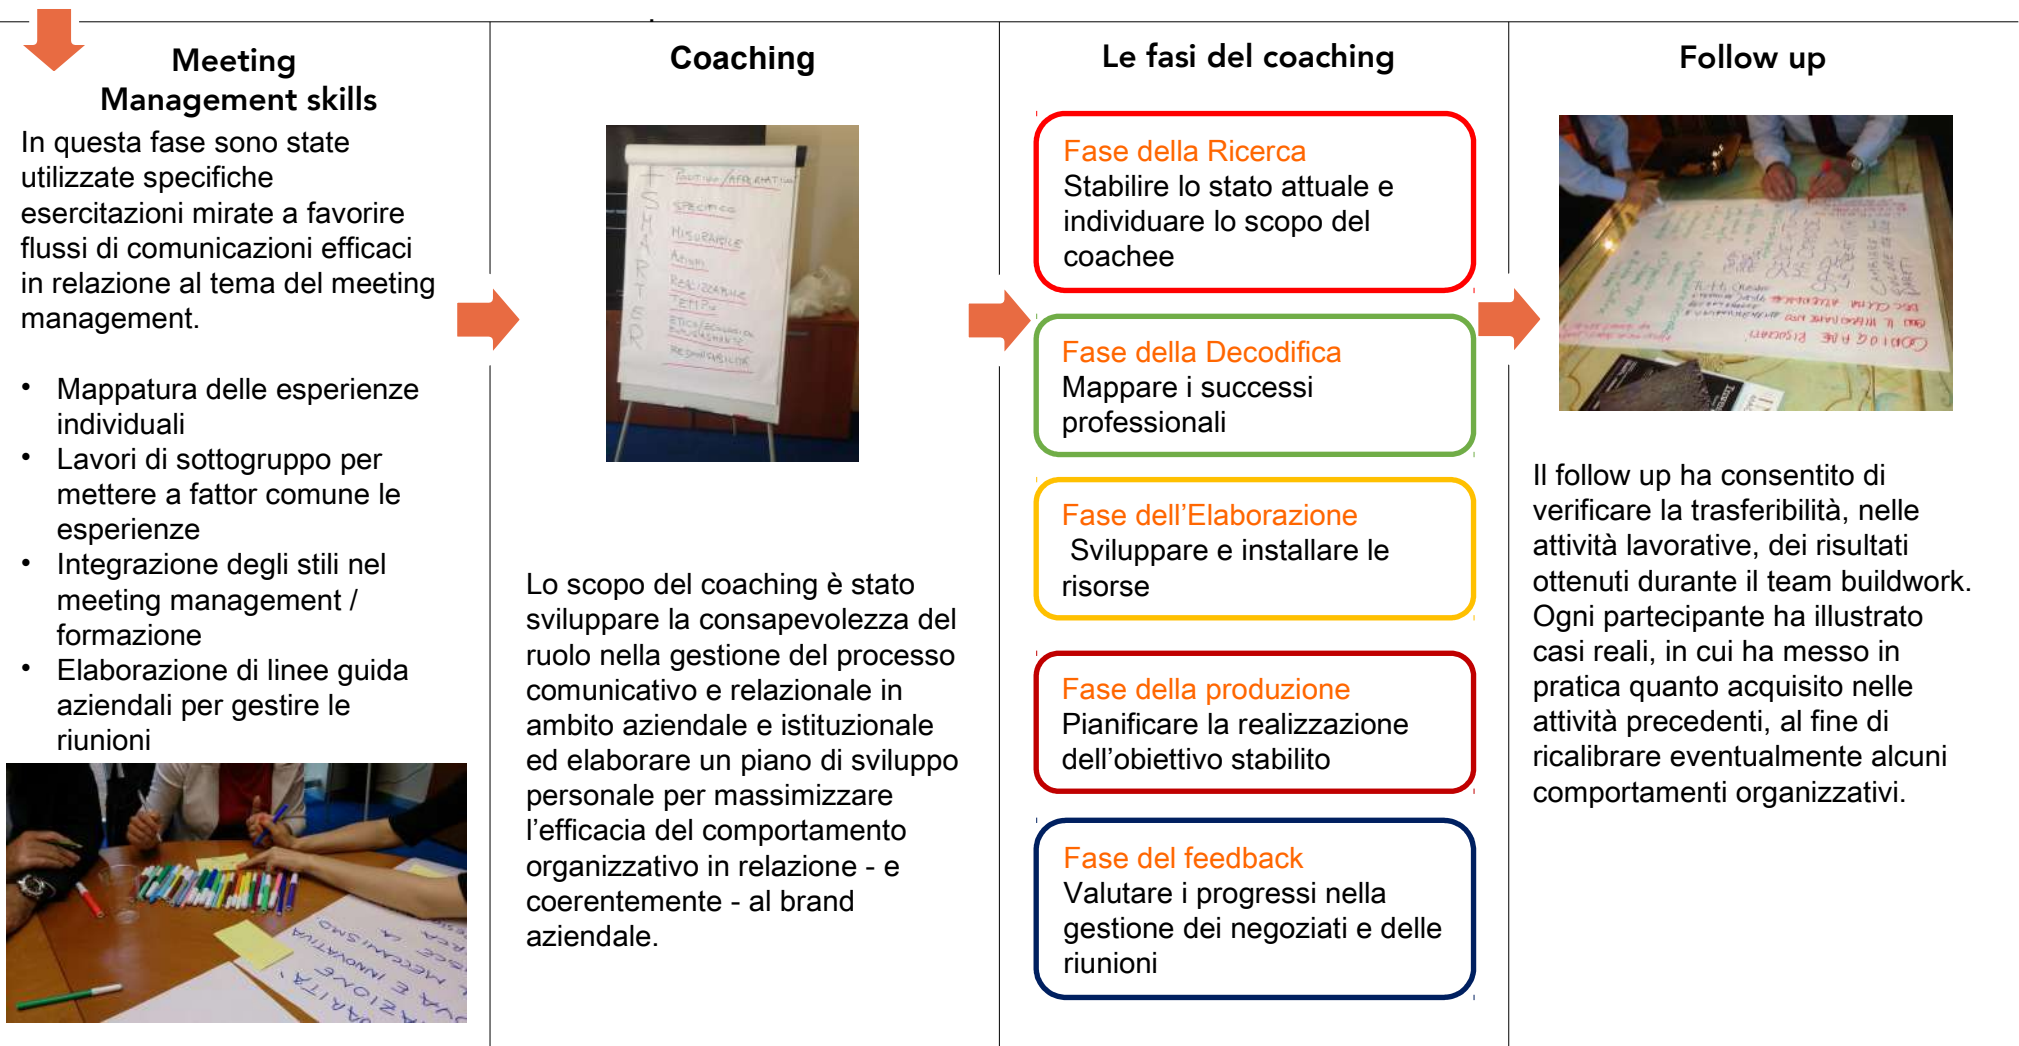 Meeting
Management skills
In questa fase sono state
utilizzate specifiche
esercitazioni mirate a favorire
flussi di comunicazioni efficaci
in relazione al tema del meeting
management.
• Mappatura delle esperienze
individuali
• Lavori di sottogruppo per
mettere a fattor comune le
esperienze
• Integrazione degli stili nel
meeting management /
formazione
• Elaborazione di linee guida
aziendali per gestire le
riunioni
Coaching
+ POSITIVO/AFFERMATIVO
S SPECIFICO
M MISURABILE
A
R REALIZZABILE
T TEMPO
E
R RESPONSABILITÀ
Lo scopo del coaching è stato
sviluppare la consapevolezza del
ruolo nella gestione del processo
comunicativo e relazionale in
ambito aziendale e istituzionale
ed elaborare un piano di sviluppo
personale per massimizzare
l'efficacia del comportamento
organizzativo in relazione - e
coerentemente - al brand
aziendale.
Le fasi del coaching
Fase della Ricerca
Stabilire lo stato attuale e
individuare lo scopo del
coachee
Fase della Decodifica
Mappare i successi
professionali
Fase dell'Elaborazione
Sviluppare e installare le
risorse
Fase della produzione
Pianificare la realizzazione
dell'obiettivo stabilito
Fase del feedback
Valutare i progressi nella
gestione dei negoziati e delle
riunioni
Follow up
Il follow up ha consentito di
verificare la trasferibilità, nelle
attività lavorative, dei risultati
ottenuti durante il team buildwork.
Ogni partecipante ha illustrato
casi reali, in cui ha messo in
pratica quanto acquisito nelle
attività precedenti, al fine di
ricalibrare eventualmente alcuni
comportamenti organizzativi.